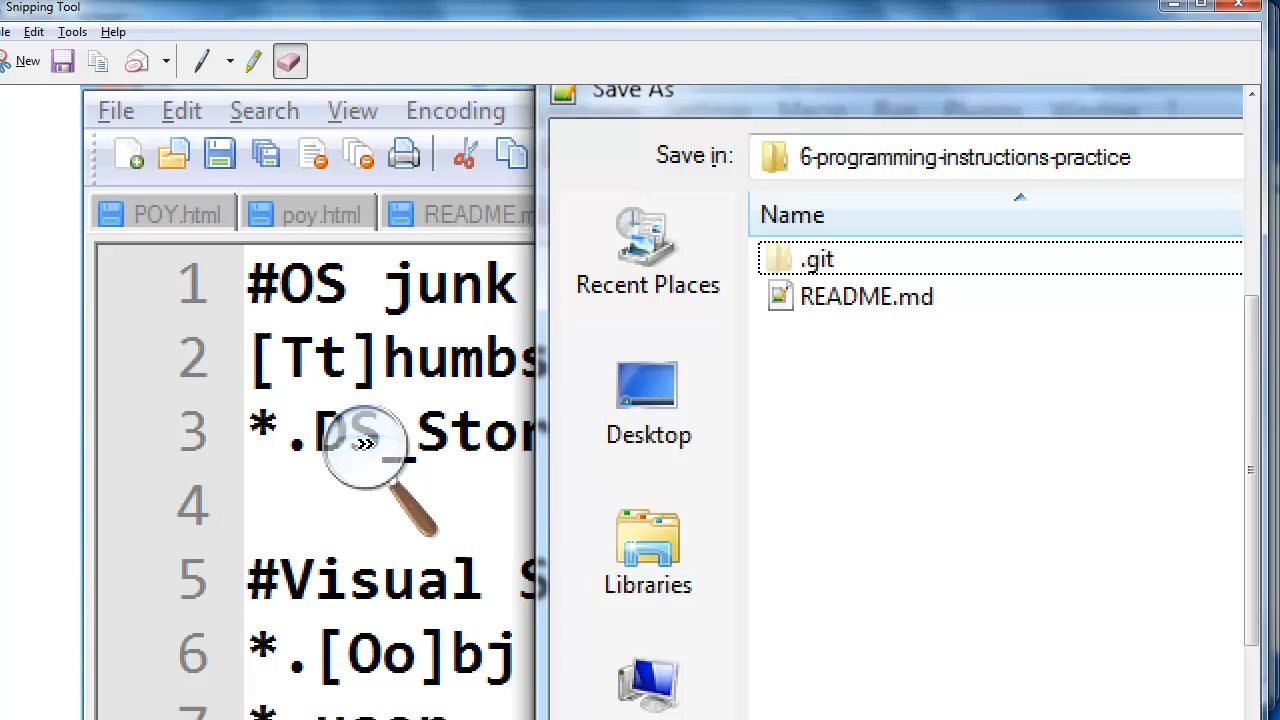 Snipping Tool
le Edit Tools Help
New
File Edit Search View Encoding
Save As
Save in: 6-programming-instructions-practice
POY.html poy.html README.m
Name
.git
README.md
Recent Places
Desktop
Libraries
1 #OS junk
2 [Tt]humbs
3 *.DS_Stor
4
5 #Visual S
6 *.[Oo]bj